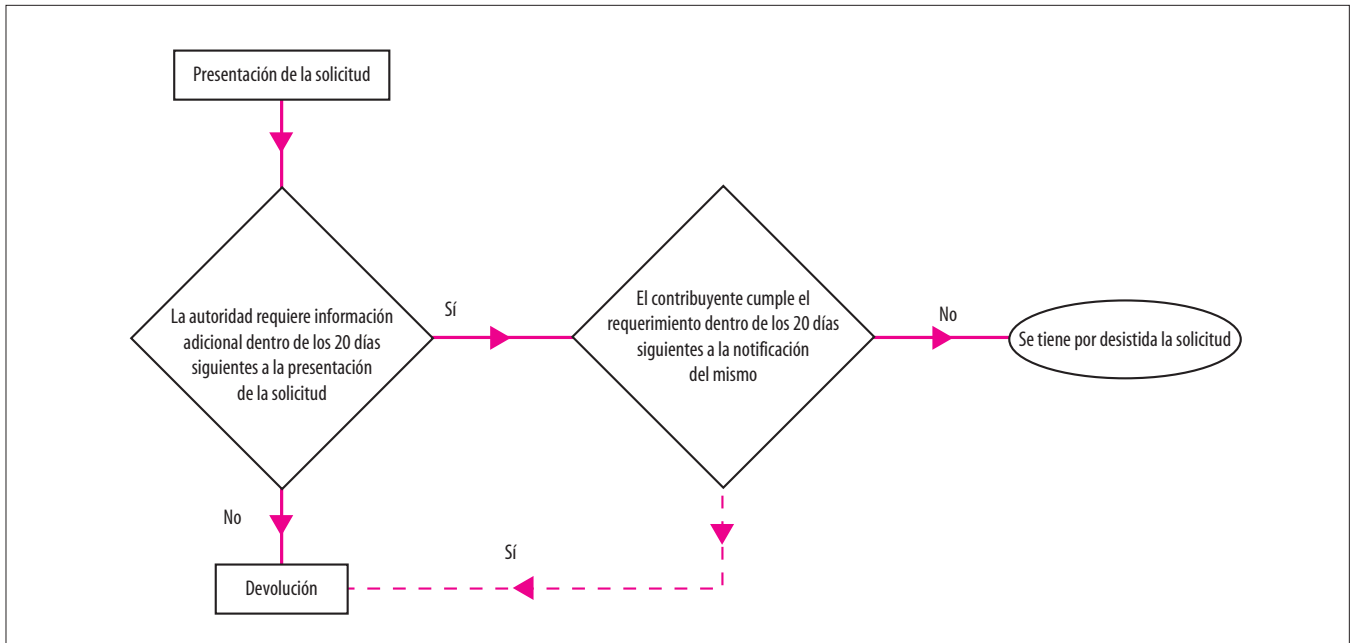 Presentación de la solicitud
La autoridad requiere información
adicional dentro de los 20 días
siguientes a la presentación
de la solicitud
Sí
El contribuyente cumple el
requerimiento dentro de los 20 días
siguientes a la notificación
del mismo
No
Se tiene por desistida la solicitud
No
Sí
Devolución